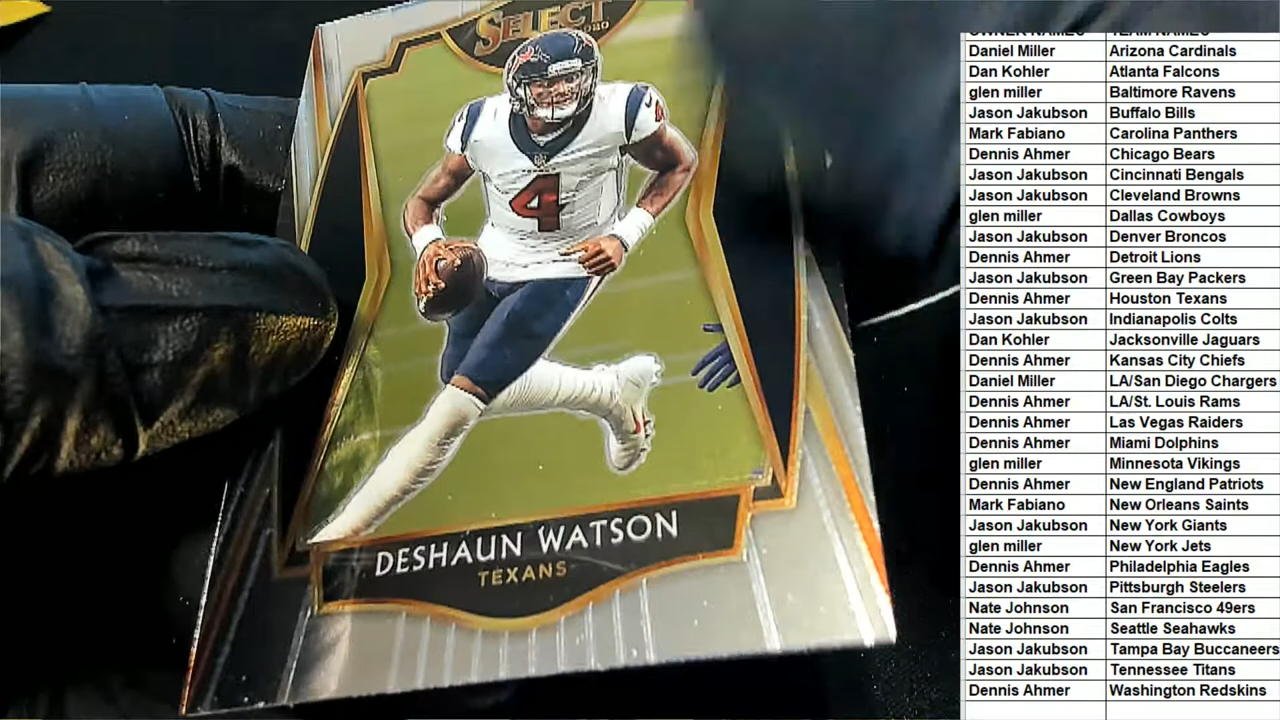 SELECT
2020
4
DESHAUN WATSON
TEXANS
OWNER NAMES TEAM NAMES
Daniel Miller Arizona Cardinals
Dan Kohler Atlanta Falcons
glen miller Baltimore Ravens
Jason Jakubson Buffalo Bills
Mark Fabiano Carolina Panthers
Dennis Ahmer Chicago Bears
Jason Jakubson Cincinnati Bengals
Jason Jakubson Cleveland Browns
glen miller Dallas Cowboys
Jason Jakubson Denver Broncos
Dennis Ahmer Detroit Lions
Jason Jakubson Green Bay Packers
Dennis Ahmer Houston Texans
Jason Jakubson Indianapolis Colts
Dan Kohler Jacksonville Jaguars
Dennis Ahmer Kansas City Chiefs
Daniel Miller LA/San Diego Chargers
Dennis Ahmer LA/St. Louis Rams
Dennis Ahmer Las Vegas Raiders
Dennis Ahmer Miami Dolphins
glen miller Minnesota Vikings
Dennis Ahmer New England Patriots
Mark Fabiano New Orleans Saints
Jason Jakubson New York Giants
glen miller New York Jets
Dennis Ahmer Philadelphia Eagles
Jason Jakubson Pittsburgh Steelers
Nate Johnson San Francisco 49ers
Nate Johnson Seattle Seahawks
Jason Jakubson Tampa Bay Buccaneers
Jason Jakubson Tennessee Titans
Dennis Ahmer Washington Redskins